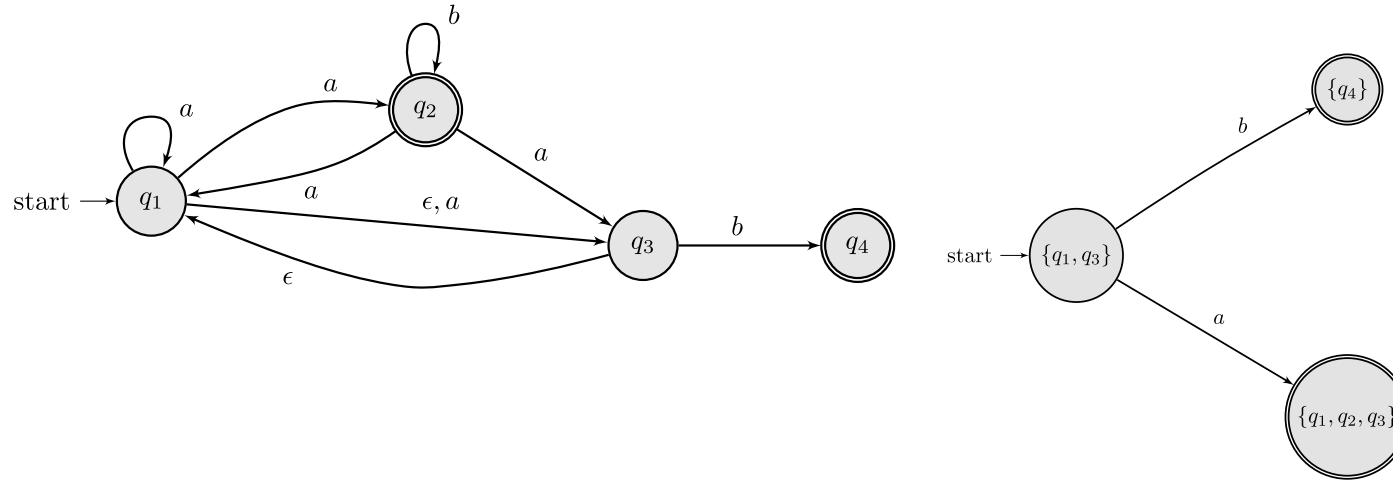 b
a
a
q₂
start
q₁
a
a
ϵ, a
q₃
b
q₄
ϵ
{q₄}
b
start
{q₁, q₃}
a
{q₁, q₂, q₃}